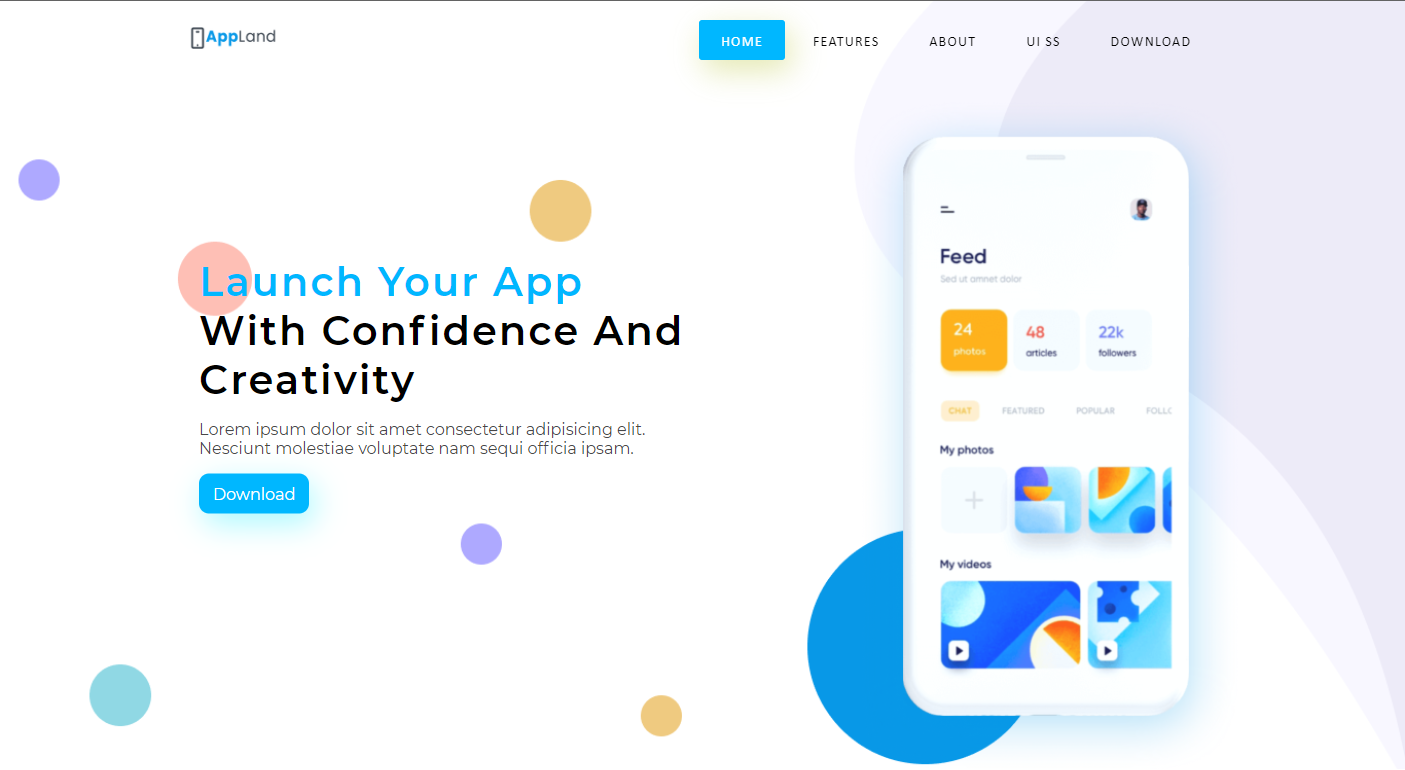 AppLand
HOME FEATURES ABOUT UI SS DOWNLOAD
Launch Your App
With Confidence And
Creativity
Lorem ipsum dolor sit amet consectetur adipisicing elit.
Nesciunt molestiae voluptate nam sequi officia ipsam.
Download
Feed
Sed ut amnet dolor
24 48 22k
photos articles followers
CHAT FEATURED POPULAR FOLLO
My photos
My videos